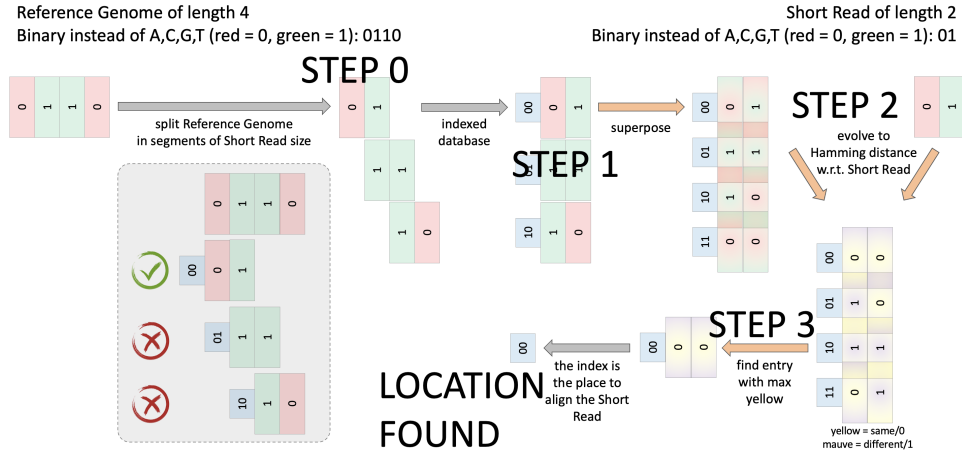 Reference Genome of length 4
Binary instead of A,C,G,T (red = 0, green = 1): 0110
Short Read of length 2
Binary instead of A,C,G,T (red = 0, green = 1): 01
STEP 0
0 1 1 0
split Reference Genome
in segments of Short Read size
0 1
1 1
1 0
indexed
database
STEP 1
00 0 1
01 1 1
10 1 0
superpose
00 0 1
01 1 1
10 1 0
11 0 0
STEP 2
0 1
evolve to
Hamming distance
w.r.t. Short Read
00 0 0
01 1 0
10 1 1
11 0 1
yellow = same/0
mauve = different/1
STEP 3
find entry
with max
yellow
00 0 0
the index is
the place to
align the Short
Read
00
LOCATION
FOUND
0 1 1 0
00 0 1
01 1 1
10 1 0